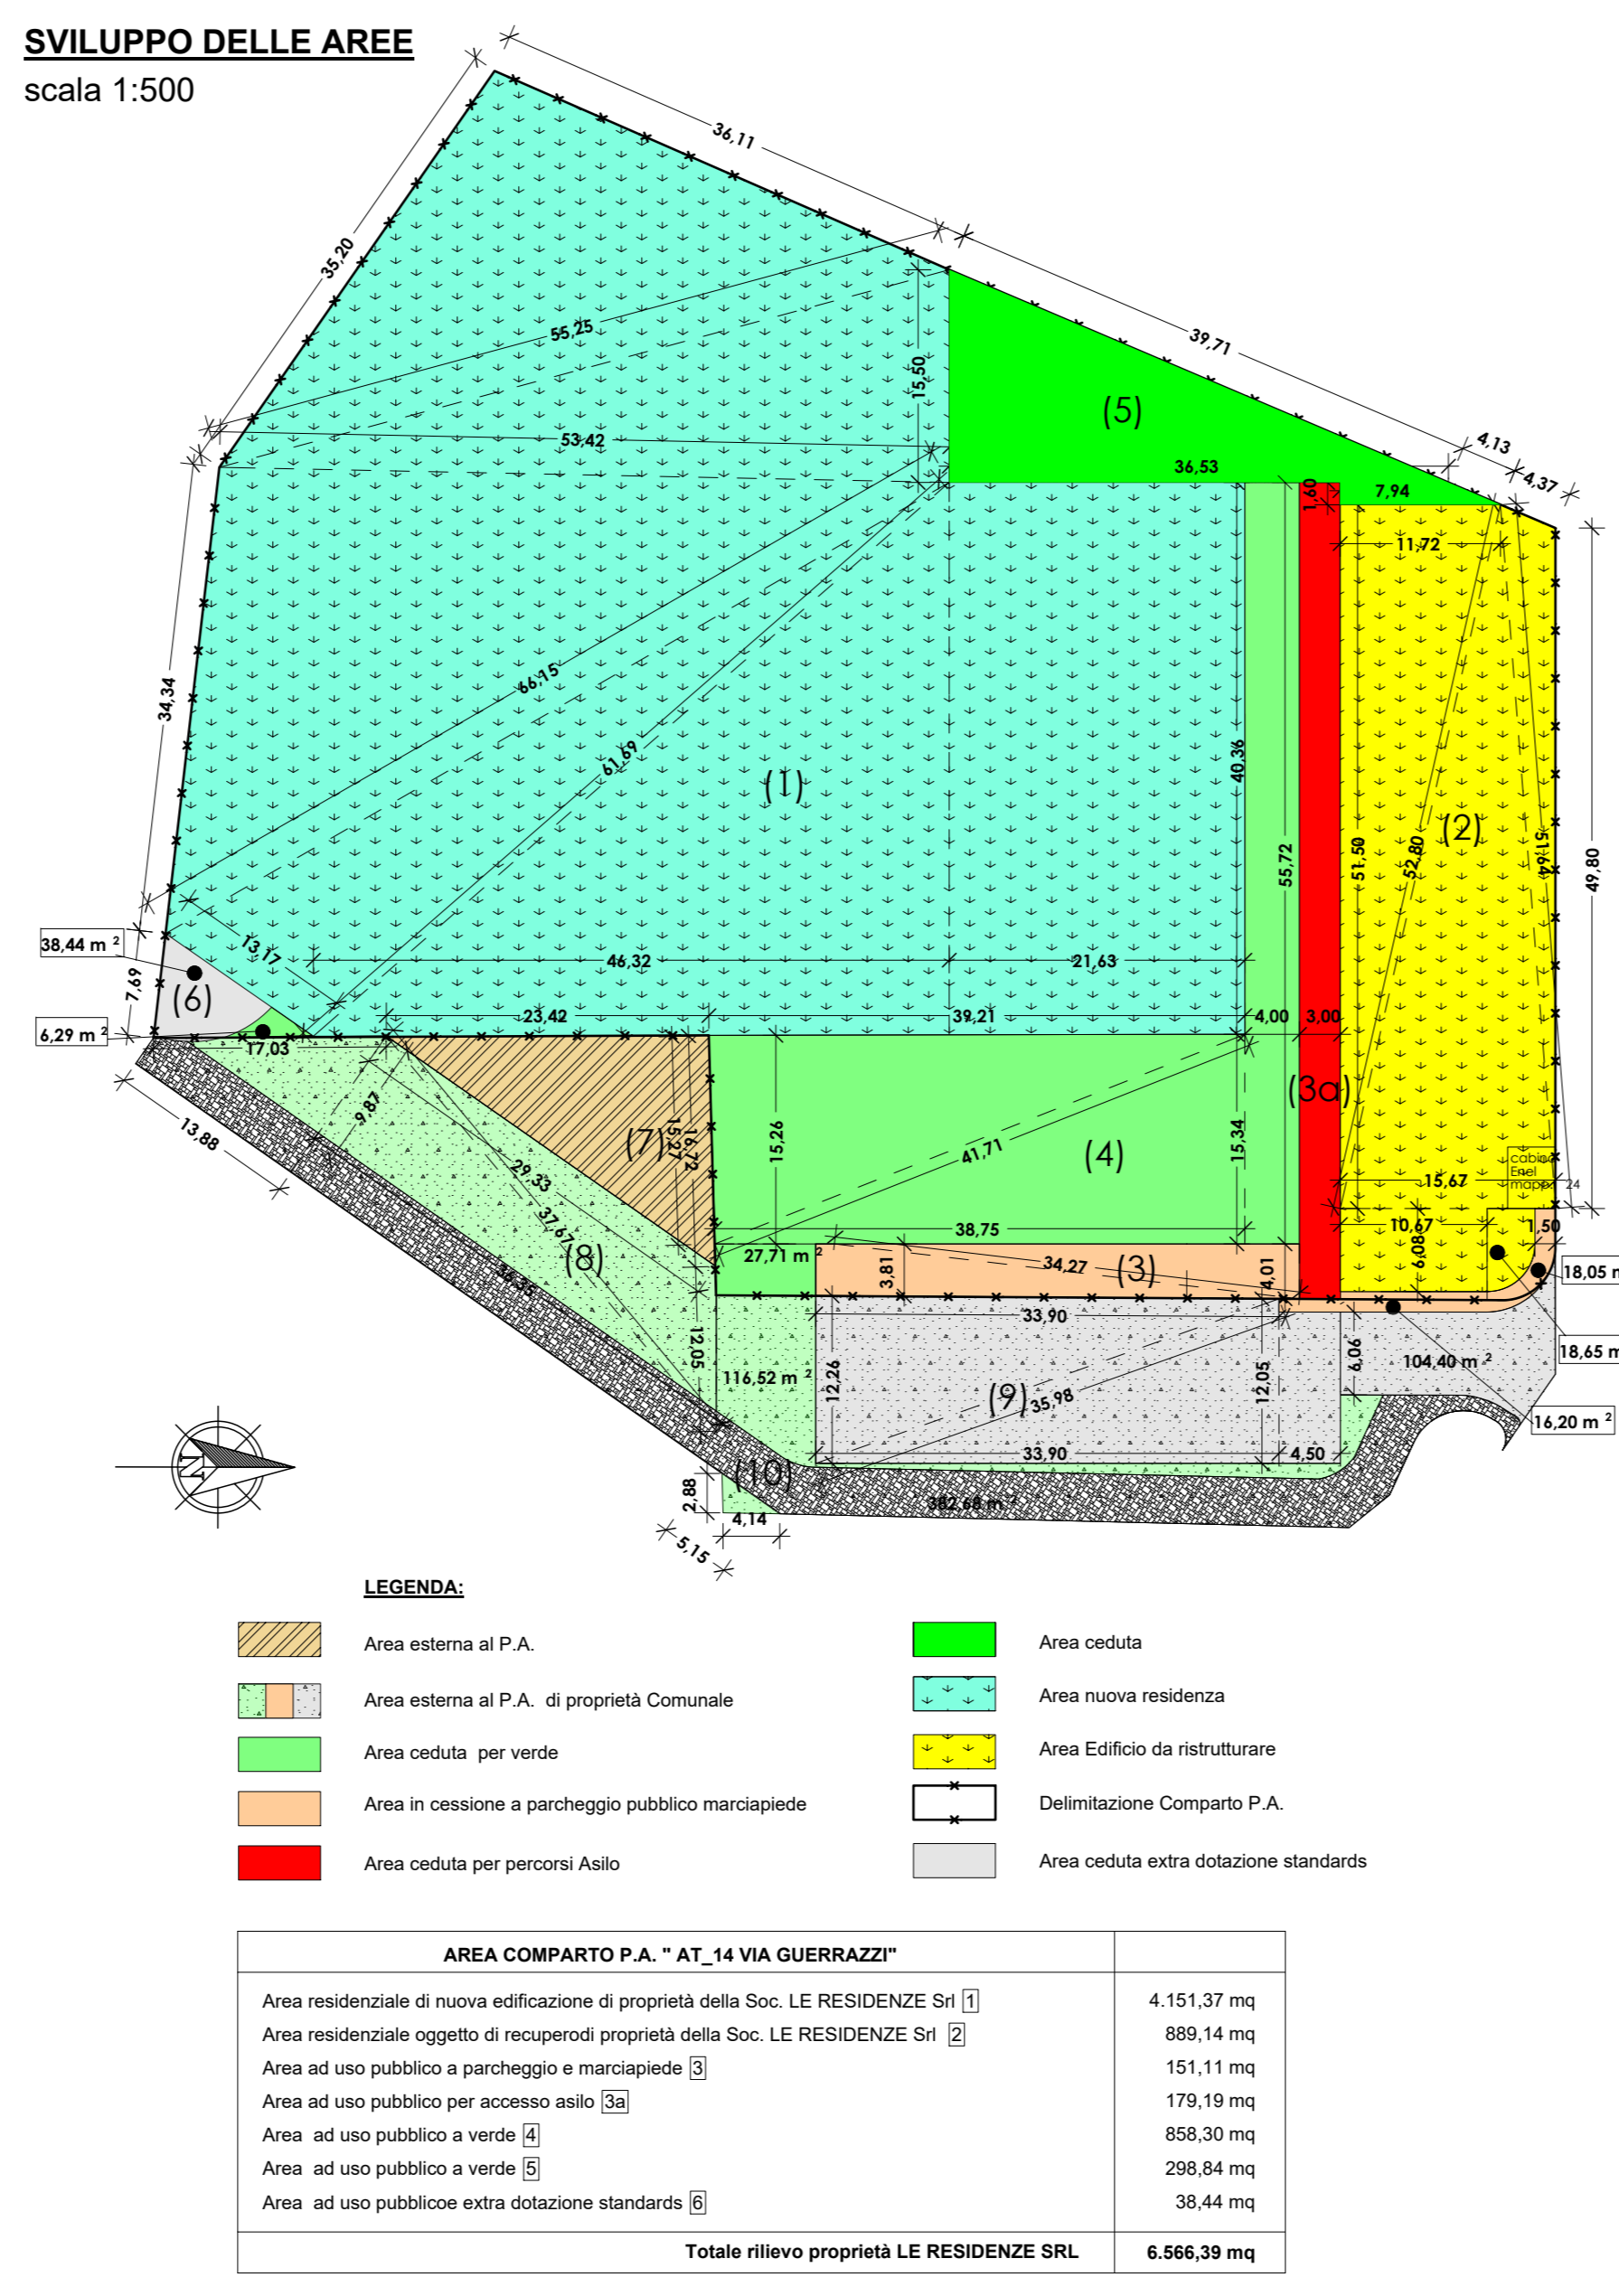 SVILUPPO DELLE AREE
scala 1:500
36,11
35,20
39,71
55,25
15,50
(5)
4,13
53,42
36,53
4,37
1,60
7,94
11,72
66,15
34,34
61,69
(1)
40,36
55,72
51,50
52,80
(2)
51,64
49,80
38,44 m 2
13,17
46,32
21,63
7,69
(6)
6,29 m 2
17,03
23,42
39,21
4,00
3,00
(3a)
13,88
9,87
(7)
15,27
16,72
15,26
41,71
(4)
15,34
cabina
Enel
mapp. 24
15,67
29,33
37,67
(8)
36,35
38,75
10,67
1,50
27,71 m 2
3,81
34,27
(3)
4,01
6,08
18,05 m
33,90
12,05
116,52 m 2
12,26
(9)
35,98
12,05
6,06
104,40 m 2
18,65 m
16,20 m 2
33,90
4,50
N
(10)
2,88
382,68 m 2
4,14
5,15
LEGENDA:
Area esterna al P.A.
Area ceduta
Area esterna al P.A. di proprietà Comunale
Area nuova residenza
Area ceduta per verde
Area Edificio da ristrutturare
Area in cessione a parcheggio pubblico marciapiede
Delimitazione Comparto P.A.
Area ceduta per percorsi Asilo
Area ceduta extra dotazione standards
AREA COMPARTO P.A. " AT_14 VIA GUERRAZZI"
Area residenziale di nuova edificazione di proprietà della Soc. LE RESIDENZE Srl 1 4.151,37 mq
Area residenziale oggetto di recuperodi proprietà della Soc. LE RESIDENZE Srl 2 889,14 mq
Area ad uso pubblico a parcheggio e marciapiede 3 151,11 mq
Area ad uso pubblico per accesso asilo 3a 179,19 mq
Area ad uso pubblico a verde 4 858,30 mq
Area ad uso pubblico a verde 5 298,84 mq
Area ad uso pubblicoe extra dotazione standards 6 38,44 mq
Totale rilievo proprietà LE RESIDENZE SRL 6.566,39 mq